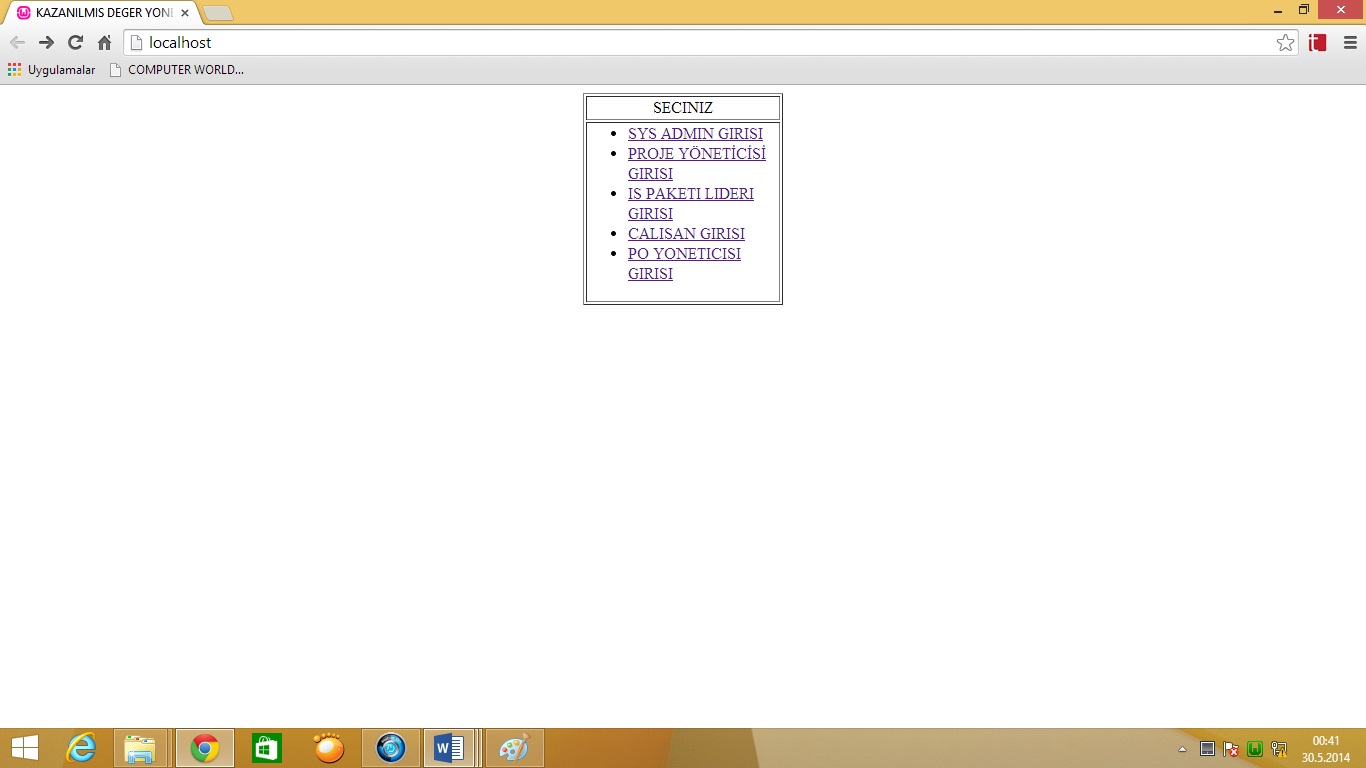 KAZANILMIS DEGER YONE
localhost
Uygulamalar COMPUTER WORLD...
SECINIZ
SYS ADMIN GIRISI
PROJE YÖNETİCİSİ
GIRISI
IS PAKETI LIDERI
GIRISI
CALISAN GIRISI
PO YONETICISI
GIRISI
00:41
30.5.2014